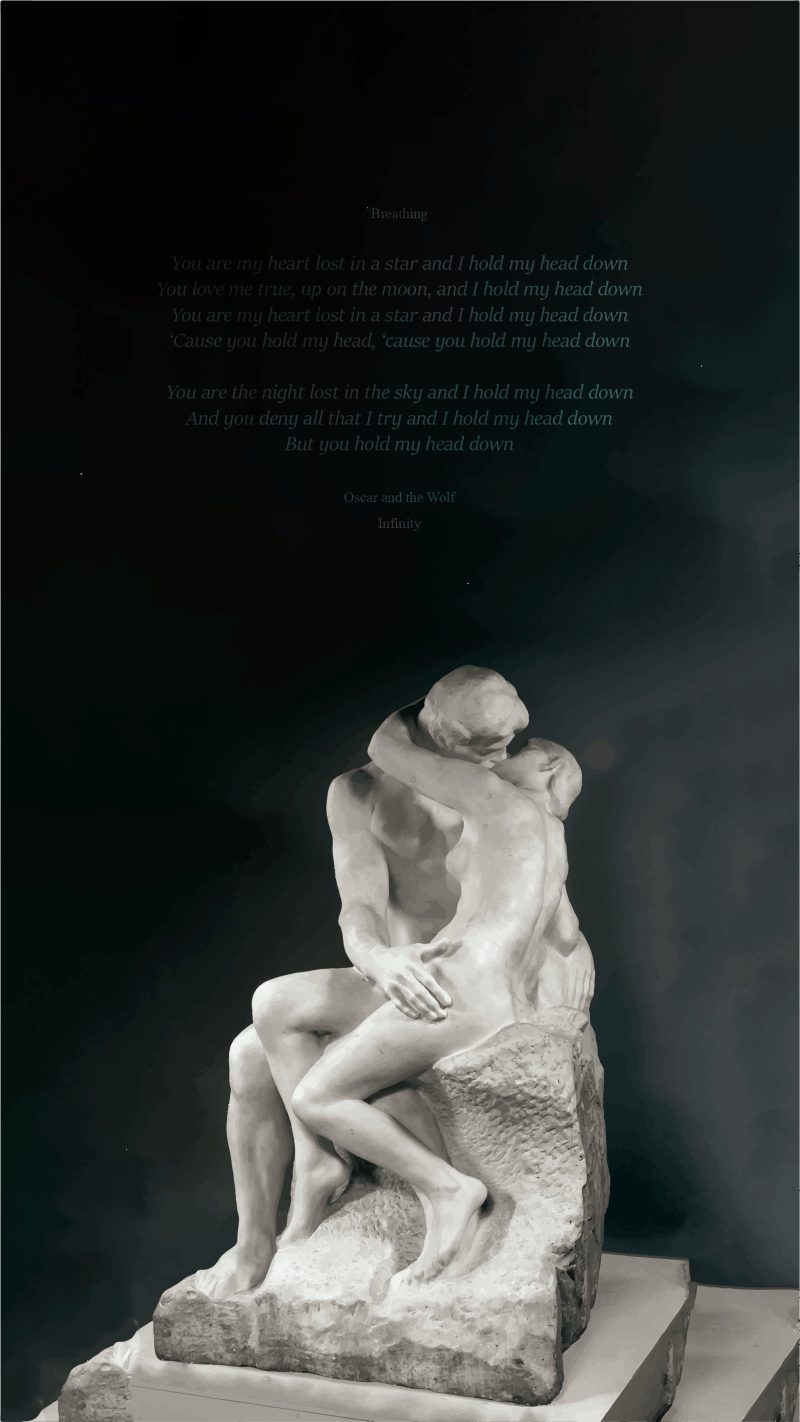 Breathing
You are my heart lost in a star and I hold my head down
You love me true, up on the moon, and I hold my head down
You are my heart lost in a star and I hold my head down
‘Cause you hold my head, ‘cause you hold my head down
You are the night lost in the sky and I hold my head down
And you deny all that I try and I hold my head down
But you hold my head down
Oscar and the Wolf
Infinity